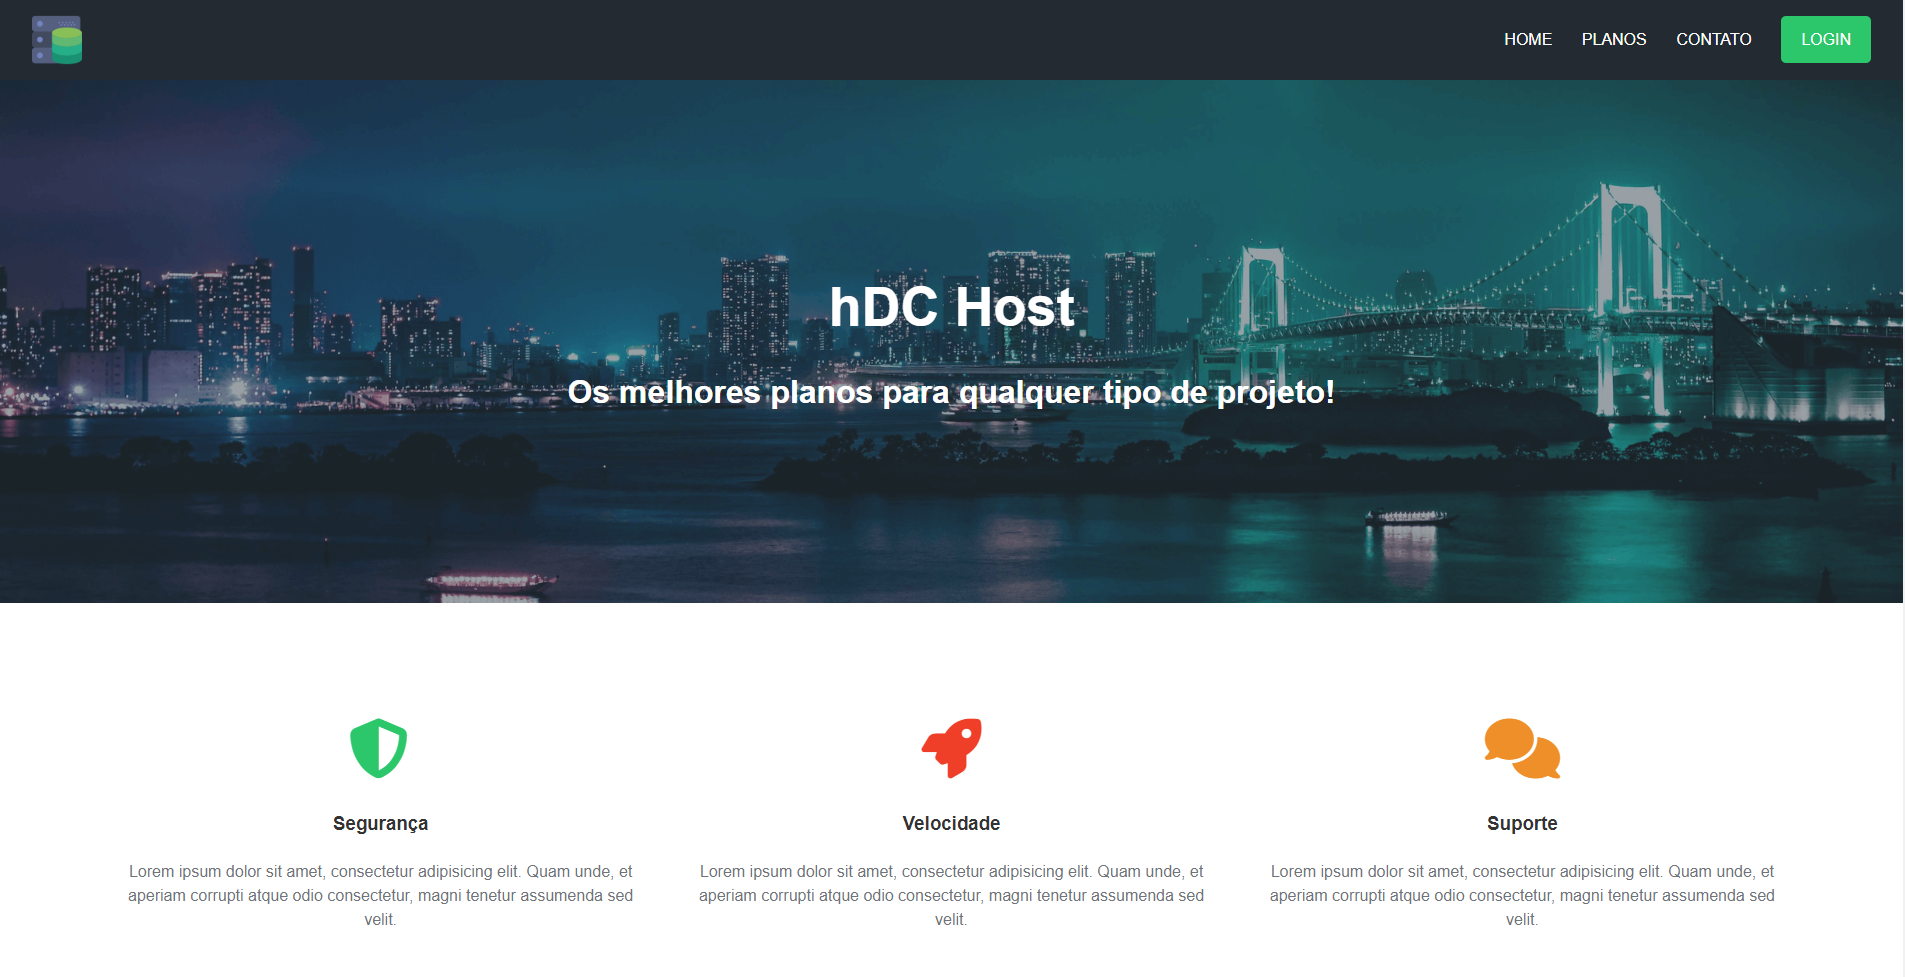 HOME PLANOS CONTATO LOGIN
hDC Host
Os melhores planos para qualquer tipo de projeto!
Segurança
Lorem ipsum dolor sit amet, consectetur adipisicing elit. Quam unde, et
aperiam corrupti atque odio consectetur, magni tenetur assumenda sed
velit.
Velocidade
Lorem ipsum dolor sit amet, consectetur adipisicing elit. Quam unde, et
aperiam corrupti atque odio consectetur, magni tenetur assumenda sed
velit.
Suporte
Lorem ipsum dolor sit amet, consectetur adipisicing elit. Quam unde, et
aperiam corrupti atque odio consectetur, magni tenetur assumenda sed
velit.